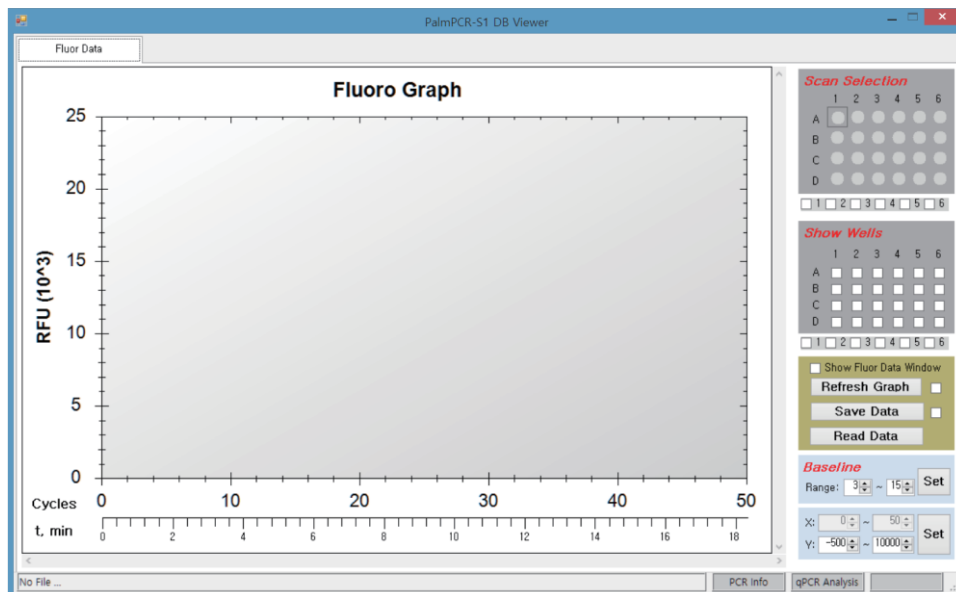 PalmPCR-S1 DB Viewer
Fluor Data
Fluoro Graph
RFU (10^3)
25
20
15
10
5
0
Cycles 0 10 20 30 40 50
t, min 0 2 4 6 8 10 12 14 16 18
Scan Selection
1 2 3 4 5 6
A
B
C
D
1 2 3 4 5 6
Show Wells
1 2 3 4 5 6
A
B
C
D
1 2 3 4 5 6
Show Fluor Data Window
Refresh Graph
Save Data
Read Data
Baseline
Range: 3 ~ 15 Set
X: 0 ~ 50
Y: -500 ~ 10000 Set
No File ... PCR Info qPCR Analysis